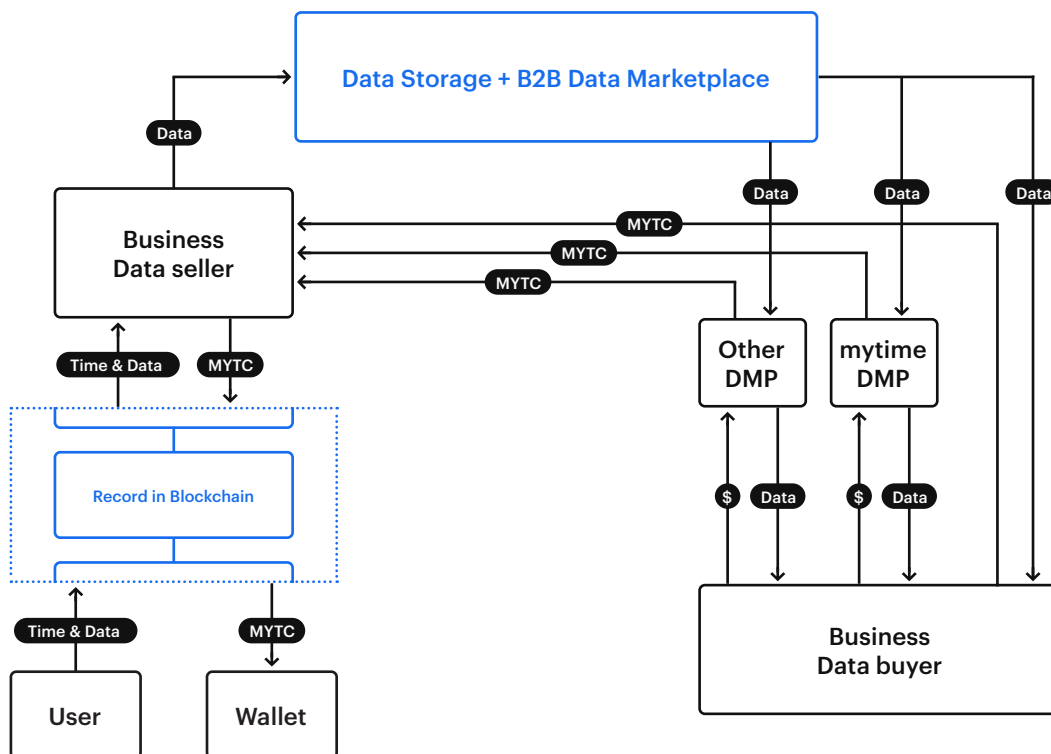 Data Storage + B2B Data Marketplace
Data
Data
Data
Data
Business
Data seller
MYTC
MYTC
MYTC
Other
DMP
mytime
DMP
Time & Data
MYTC
Record in Blockchain
$
Data
$
Data
Time & Data
MYTC
Business
Data buyer
User
Wallet